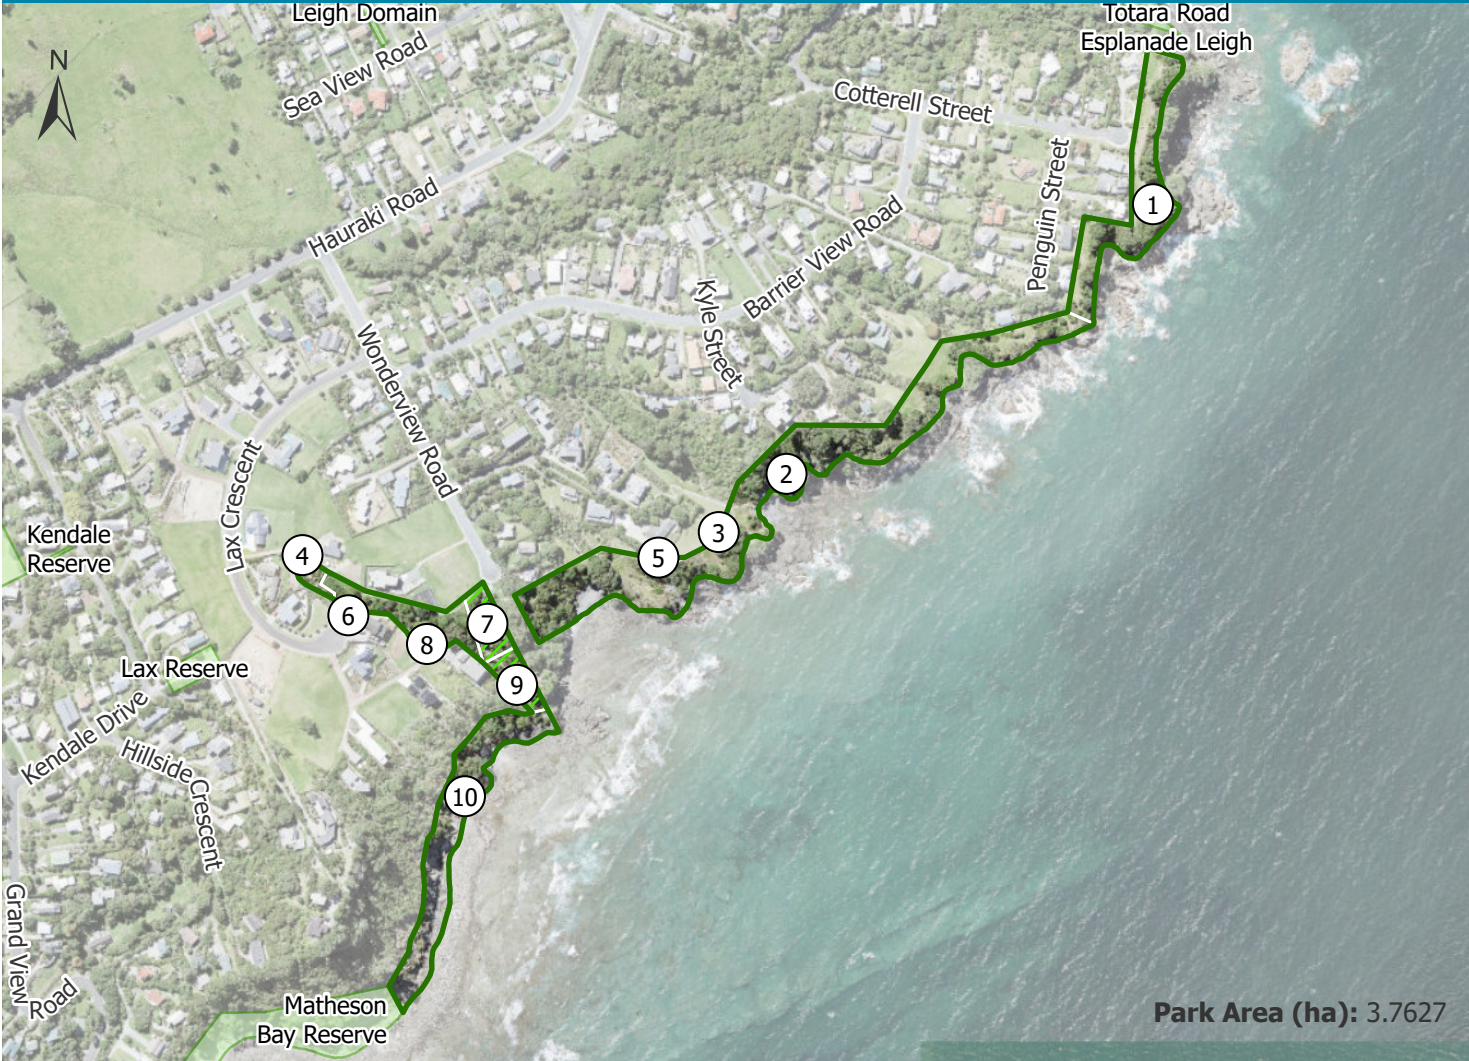 Leigh Domain
Totara Road
Esplanade Leigh
N
Sea View Road
Cotterell Street
Penguin Street
1
Hauraki Road
Barrier View Road
Kyle Street
Wonderview Road
Lax Crescent
2
3
Kendale
Reserve
4
5
6
7
8
Lax Reserve
9
Kendale Drive
Hillside Crescent
10
Grand View
Road
Matheson
Bay Reserve
Park Area (ha): 3.7627